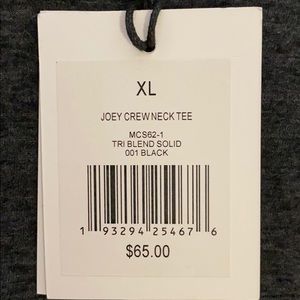 XL
JOEY CREW NECK TEE
MCS62-1
TRI BLEND SOLID
001 BLACK
1 93294 25467 6
$65.00